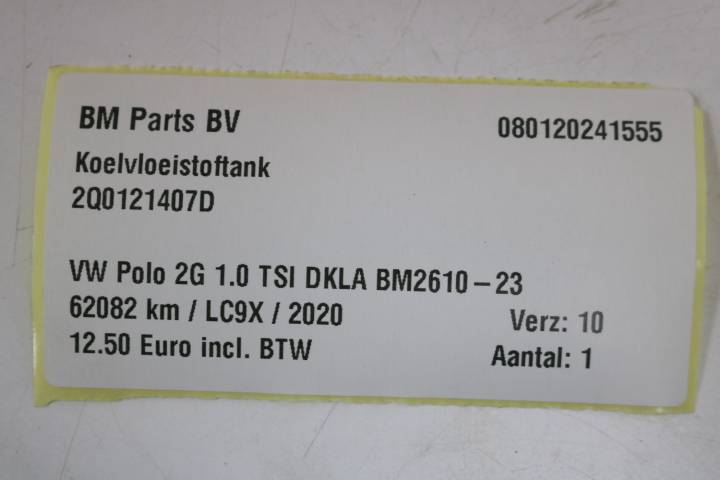 BM Parts BV 080120241555
Koelvloeistoftank
2Q0121407D
VW Polo 2G 1.0 TSI DKLA BM2610-23
62082 km / LC9X / 2020 Verz: 10
12.50 Euro incl. BTW Aantal: 1